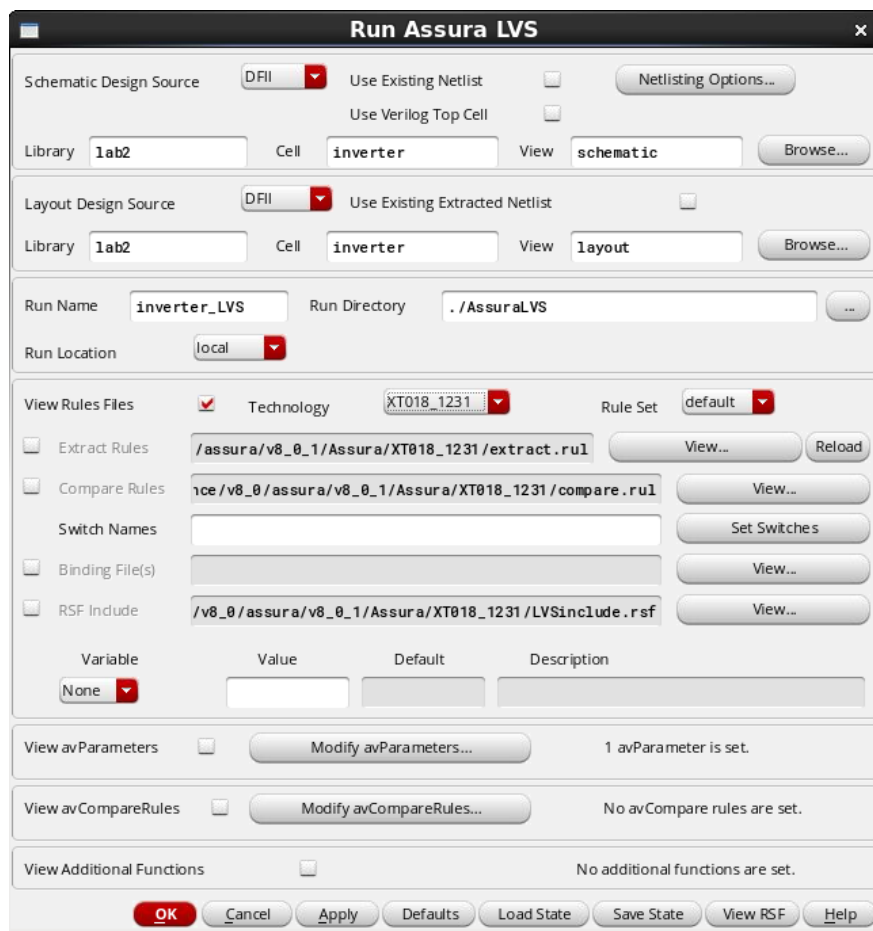 Run Assura LVS
Schematic Design Source DFII Use Existing Netlist Netlisting Options...
Use Verilog Top Cell
Library lab2 Cell inverter View schematic Browse...
Layout Design Source DFII Use Existing Extracted Netlist
Library lab2 Cell inverter View layout Browse...
Run Name inverter_LVS Run Directory ./AssuraLVS ...
Run Location local
View Rules Files Technology XT018_1231 Rule Set default
Extract Rules /assura/v8_0_1/Assura/XT018_1231/extract.rul View... Reload
Compare Rules nce/v8_0/assura/v8_0_1/Assura/XT018_1231/compare.rul View...
Switch Names Set Switches
Binding File(s) View...
RSF Include /v8_0/assura/v8_0_1/Assura/XT018_1231/LVSinclude.rsf View...
Variable Value Default Description
None
View avParameters Modify avParameters... 1 avParameter is set.
View avCompareRules Modify avCompareRules... No avCompare rules are set.
View Additional Functions No additional functions are set.
OK Cancel Apply Defaults Load State Save State View RSF Help